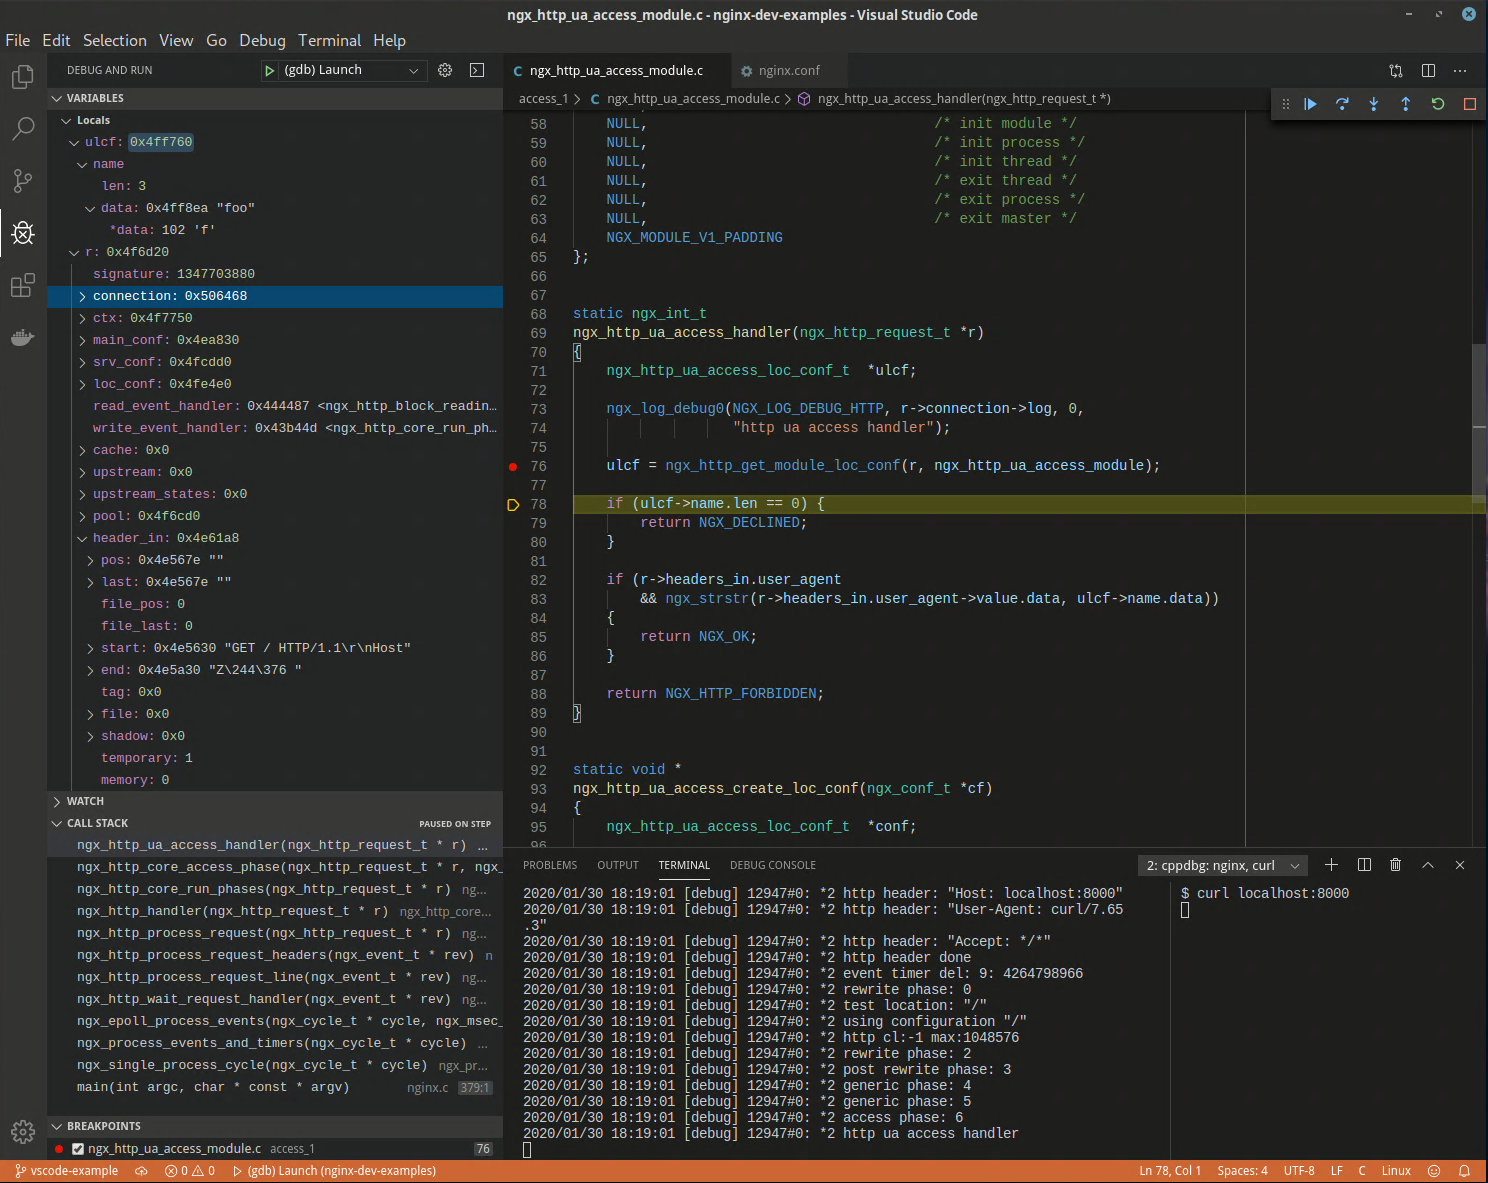 ngx_http_ua_access_module.c - nginx-dev-examples - Visual Studio Code
File Edit Selection View Go Debug Terminal Help
DEBUG AND RUN
(gdb) Launch
VARIABLES
Locals
ulcf: 0x4ff760
name
len: 3
data: 0x4ff8ea "foo"
*data: 102 'f'
r: 0x4f6d20
signature: 1347703880
connection: 0x506468
ctx: 0x4f7750
main_conf: 0x4ea830
srv_conf: 0x4fcdd0
loc_conf: 0x4fe4e0
read_event_handler: 0x444487 <ngx_http_block_readin…
write_event_handler: 0x43b44d <ngx_http_core_run_ph…
cache: 0x0
upstream: 0x0
upstream_states: 0x0
pool: 0x4f6cd0
header_in: 0x4e61a8
pos: 0x4e567e ""
last: 0x4e567e ""
file_pos: 0
file_last: 0
start: 0x4e5630 "GET / HTTP/1.1\r\nHost"
end: 0x4e5a30 "Z\244\376 "
tag: 0x0
file: 0x0
shadow: 0x0
temporary: 1
memory: 0
WATCH
CALL STACK PAUSED ON STEP
ngx_http_ua_access_handler(ngx_http_request_t * r) …
ngx_http_core_access_phase(ngx_http_request_t * r, ngx_
ngx_http_core_run_phases(ngx_http_request_t * r) ng…
ngx_http_handler(ngx_http_request_t * r) ngx_http_core…
ngx_http_process_request(ngx_http_request_t * r) ng…
ngx_http_process_request_headers(ngx_event_t * rev) n
ngx_http_process_request_line(ngx_event_t * rev) ng…
ngx_http_wait_request_handler(ngx_event_t * rev) ng…
ngx_epoll_process_events(ngx_cycle_t * cycle, ngx_msec_
ngx_process_events_and_timers(ngx_cycle_t * cycle) …
ngx_single_process_cycle(ngx_cycle_t * cycle) ngx_pr…
main(int argc, char * const * argv) nginx.c 379:1
BREAKPOINTS
ngx_http_ua_access_module.c access_1 76
ngx_http_ua_access_module.c nginx.conf
access_1 > C ngx_http_ua_access_module.c > ngx_http_ua_access_handler(ngx_http_request_t *)
58 NULL, /* init module */
59 NULL, /* init process */
60 NULL, /* init thread */
61 NULL, /* exit thread */
62 NULL, /* exit process */
63 NULL, /* exit master */
64 NGX_MODULE_V1_PADDING
65 };
66
67
68 static ngx_int_t
69 ngx_http_ua_access_handler(ngx_http_request_t *r)
70 {
71 ngx_http_ua_access_loc_conf_t *ulcf;
72
73 ngx_log_debug0(NGX_LOG_DEBUG_HTTP, r->connection->log, 0,
74 "http ua access handler");
75
76 ulcf = ngx_http_get_module_loc_conf(r, ngx_http_ua_access_module);
77
78 if (ulcf->name.len == 0) {
79 return NGX_DECLINED;
80 }
81
82 if (r->headers_in.user_agent
83 && ngx_strstr(r->headers_in.user_agent->value.data, ulcf->name.data))
84 {
85 return NGX_OK;
86 }
87
88 return NGX_HTTP_FORBIDDEN;
89 }
90
91
92 static void *
93 ngx_http_ua_access_create_loc_conf(ngx_conf_t *cf)
94 {
95 ngx_http_ua_access_loc_conf_t *conf;
96
PROBLEMS OUTPUT TERMINAL DEBUG CONSOLE 2: cppdbg: nginx, curl
2020/01/30 18:19:01 [debug] 12947#0: *2 http header: "Host: localhost:8000"
2020/01/30 18:19:01 [debug] 12947#0: *2 http header: "User-Agent: curl/7.65
.3"
2020/01/30 18:19:01 [debug] 12947#0: *2 http header: "Accept: */*"
2020/01/30 18:19:01 [debug] 12947#0: *2 http header done
2020/01/30 18:19:01 [debug] 12947#0: *2 event timer del: 9: 4264798966
2020/01/30 18:19:01 [debug] 12947#0: *2 rewrite phase: 0
2020/01/30 18:19:01 [debug] 12947#0: *2 test location: "/"
2020/01/30 18:19:01 [debug] 12947#0: *2 using configuration "/"
2020/01/30 18:19:01 [debug] 12947#0: *2 http cl:-1 max:1048576
2020/01/30 18:19:01 [debug] 12947#0: *2 rewrite phase: 2
2020/01/30 18:19:01 [debug] 12947#0: *2 post rewrite phase: 3
2020/01/30 18:19:01 [debug] 12947#0: *2 generic phase: 4
2020/01/30 18:19:01 [debug] 12947#0: *2 generic phase: 5
2020/01/30 18:19:01 [debug] 12947#0: *2 access phase: 6
2020/01/30 18:19:01 [debug] 12947#0: *2 http ua access handler
$ curl localhost:8000
vscode-example 0 0 (gdb) Launch (nginx-dev-examples) Ln 78, Col 1 Spaces: 4 UTF-8 LF C Linux